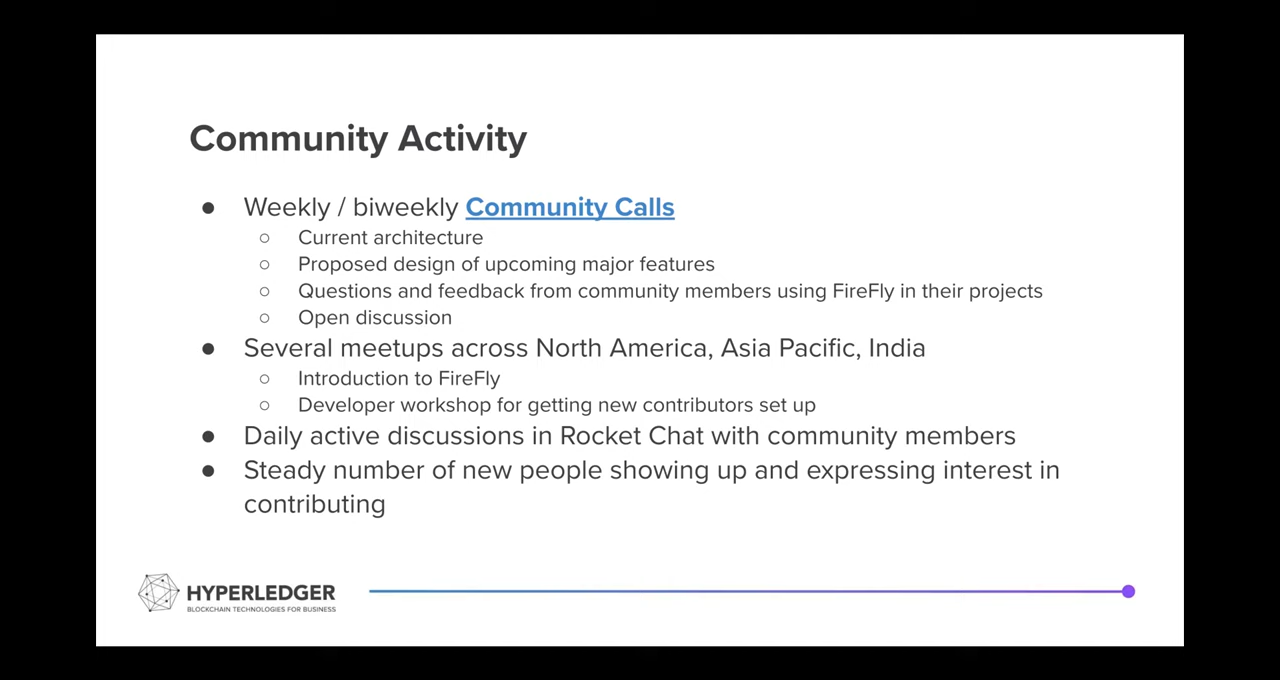 Community Activity
● Weekly / biweekly Community Calls
○ Current architecture
○ Proposed design of upcoming major features
○ Questions and feedback from community members using FireFly in their projects
○ Open discussion
● Several meetups across North America, Asia Pacific, India
○ Introduction to FireFly
○ Developer workshop for getting new contributors set up
● Daily active discussions in Rocket Chat with community members
● Steady number of new people showing up and expressing interest in
contributing
HYPERLEDGER
BLOCKCHAIN TECHNOLOGIES FOR BUSINESS